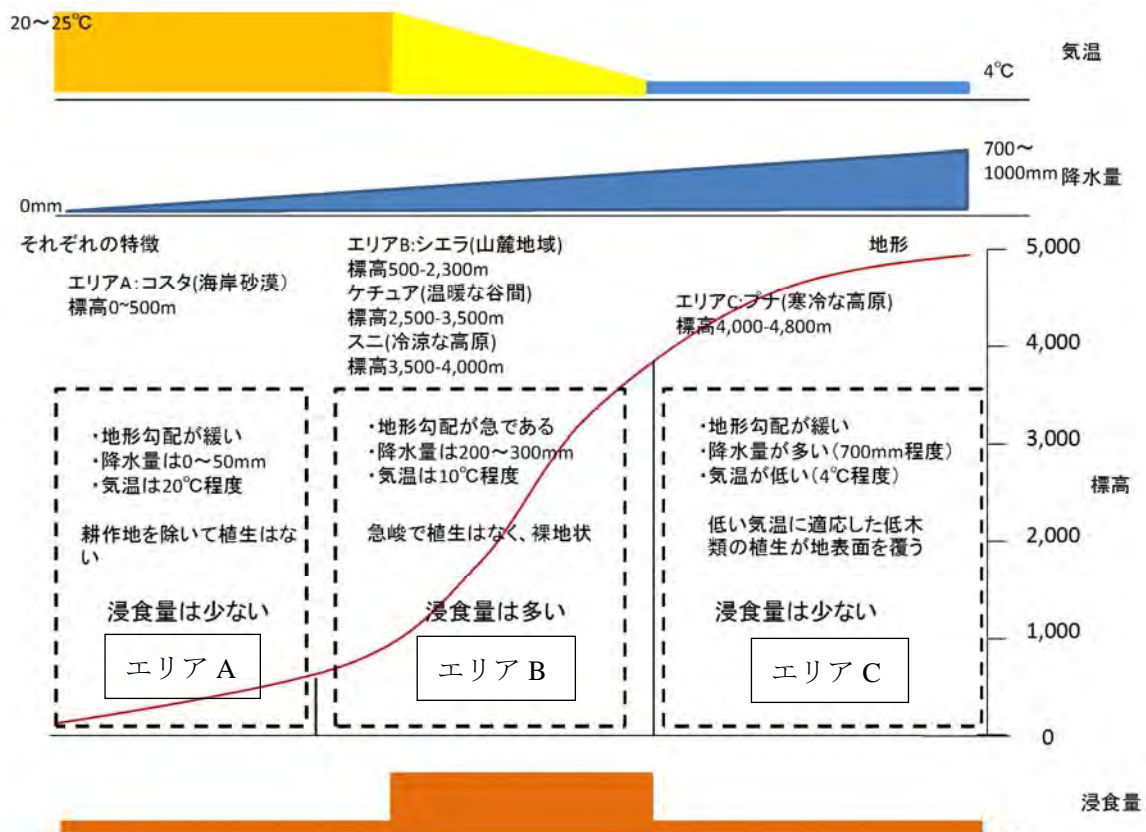 20～25℃
気温
4℃
700～
1000mm
降水量
0mm
それぞれの特徴
エリアA:コスタ(海岸砂漠)
標高0~500m
エリアB:シエラ(山麓地域)
標高500-2,300m
ケチュア(温暖な谷間)
標高2,500-3,500m
スニ(冷涼な高原)
標高3,500-4,000m
地形
エリアC:プナ(寒冷な高原)
標高4,000-4,800m
5,000
4,000
3,000
標高
2,000
1,000
0
・地形勾配が緩い
・降水量は0～50mm
・気温は20℃程度
耕作地を除いて植生はな
い
浸食量は少ない
エリア A
・地形勾配が急である
・降水量は200～300mm
・気温は10℃程度
急峻で植生はなく、裸地状
浸食量は多い
エリア B
・地形勾配が緩い
・降水量が多い(700mm程度)
・気温が低い(4℃程度)
低い気温に適応した低木
類の植生が地表面を覆う
浸食量は少ない
エリア C
浸食量